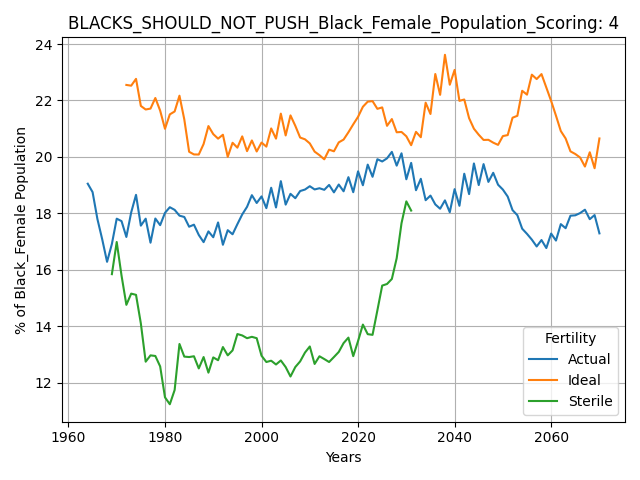 BLACKS_SHOULD_NOT_PUSH_Black_Female_Population_Scoring: 4
% of Black_Female Population
24
22
20
18
16
14
12
1960
1980
2000
2020
2040
2060
Years
Fertility
Actual
Ideal
Sterile